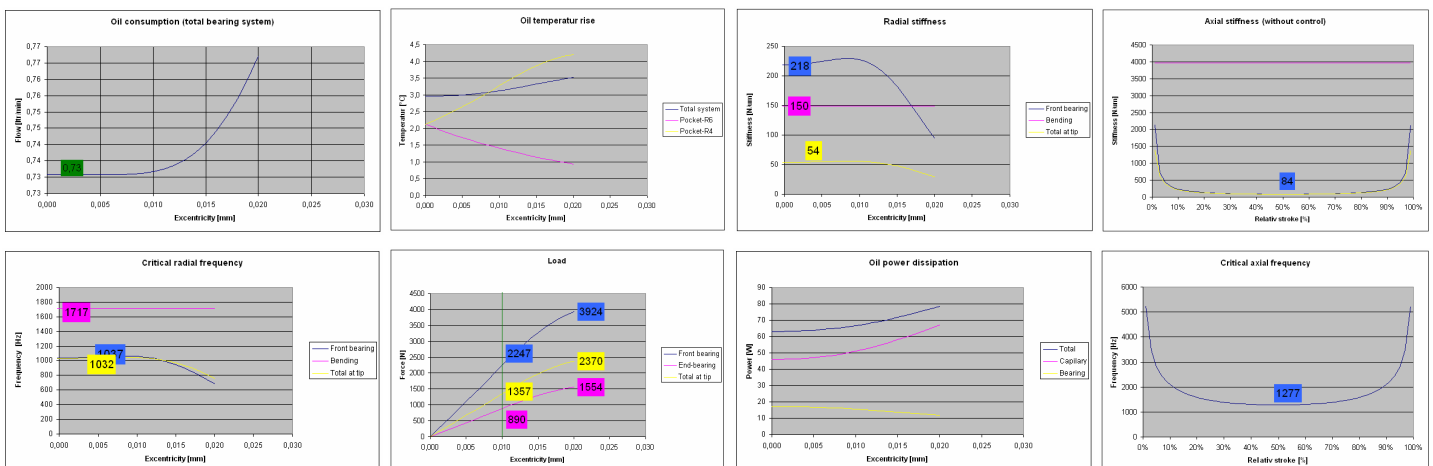 Oil consumption (total bearing system)
0,77
0,77
0,76
0,76
0,75
0,75
0,74
0,74
0,73
0,73
Flow [ltr/min]
0,73
0,000 0,005 0,010 0,015 0,020 0,025 0,030
Excentricity [mm]
Oil temperatur rise
4,5
4,0
3,5
3,0
2,5
2,0
1,5
1,0
0,5
0,0
Temperatur [°C]
0,000 0,005 0,010 0,015 0,020 0,025 0,030
Excentricity [mm]
Total system
Pocket-R6
Pocket-R4
Radial stiffness
250
200
150
100
50
0
Stiffness [N/um]
218
150
54
0,000 0,005 0,010 0,015 0,020 0,025 0,030
Excentricity [mm]
Front bearing
Bending
Total at tip
Axial stiffness (without control)
4500
4000
3500
3000
2500
2000
1500
1000
500
0
Stiffness [N/um]
84
0% 10% 20% 30% 40% 50% 60% 70% 80% 90% 100%
Relativ stroke [%]
Critical radial frequency
2000
1800
1600
1400
1200
1000
800
600
400
200
0
Frequency [Hz]
1717
1037
1032
0,000 0,005 0,010 0,015 0,020 0,025 0,030
Excentricity [mm]
Front bearing
Bending
Total at tip
Load
4500
4000
3500
3000
2500
2000
1500
1000
500
0
Force [N]
3924
2247
2370
1357
1554
890
0,000 0,005 0,010 0,015 0,020 0,025 0,030
Excentricity [mm]
Front bearing
End-bearing
Total at tip
Oil power dissipation
90
80
70
60
50
40
30
20
10
0
Power [W]
0,000 0,005 0,010 0,015 0,020 0,025 0,030
Excentricity [mm]
Total
Capilary
Bearing
Critical axial frequency
6000
5000
4000
3000
2000
1000
0
Frequency [Hz]
1277
0% 10% 20% 30% 40% 50% 60% 70% 80% 90% 100%
Relativ stroke [%]